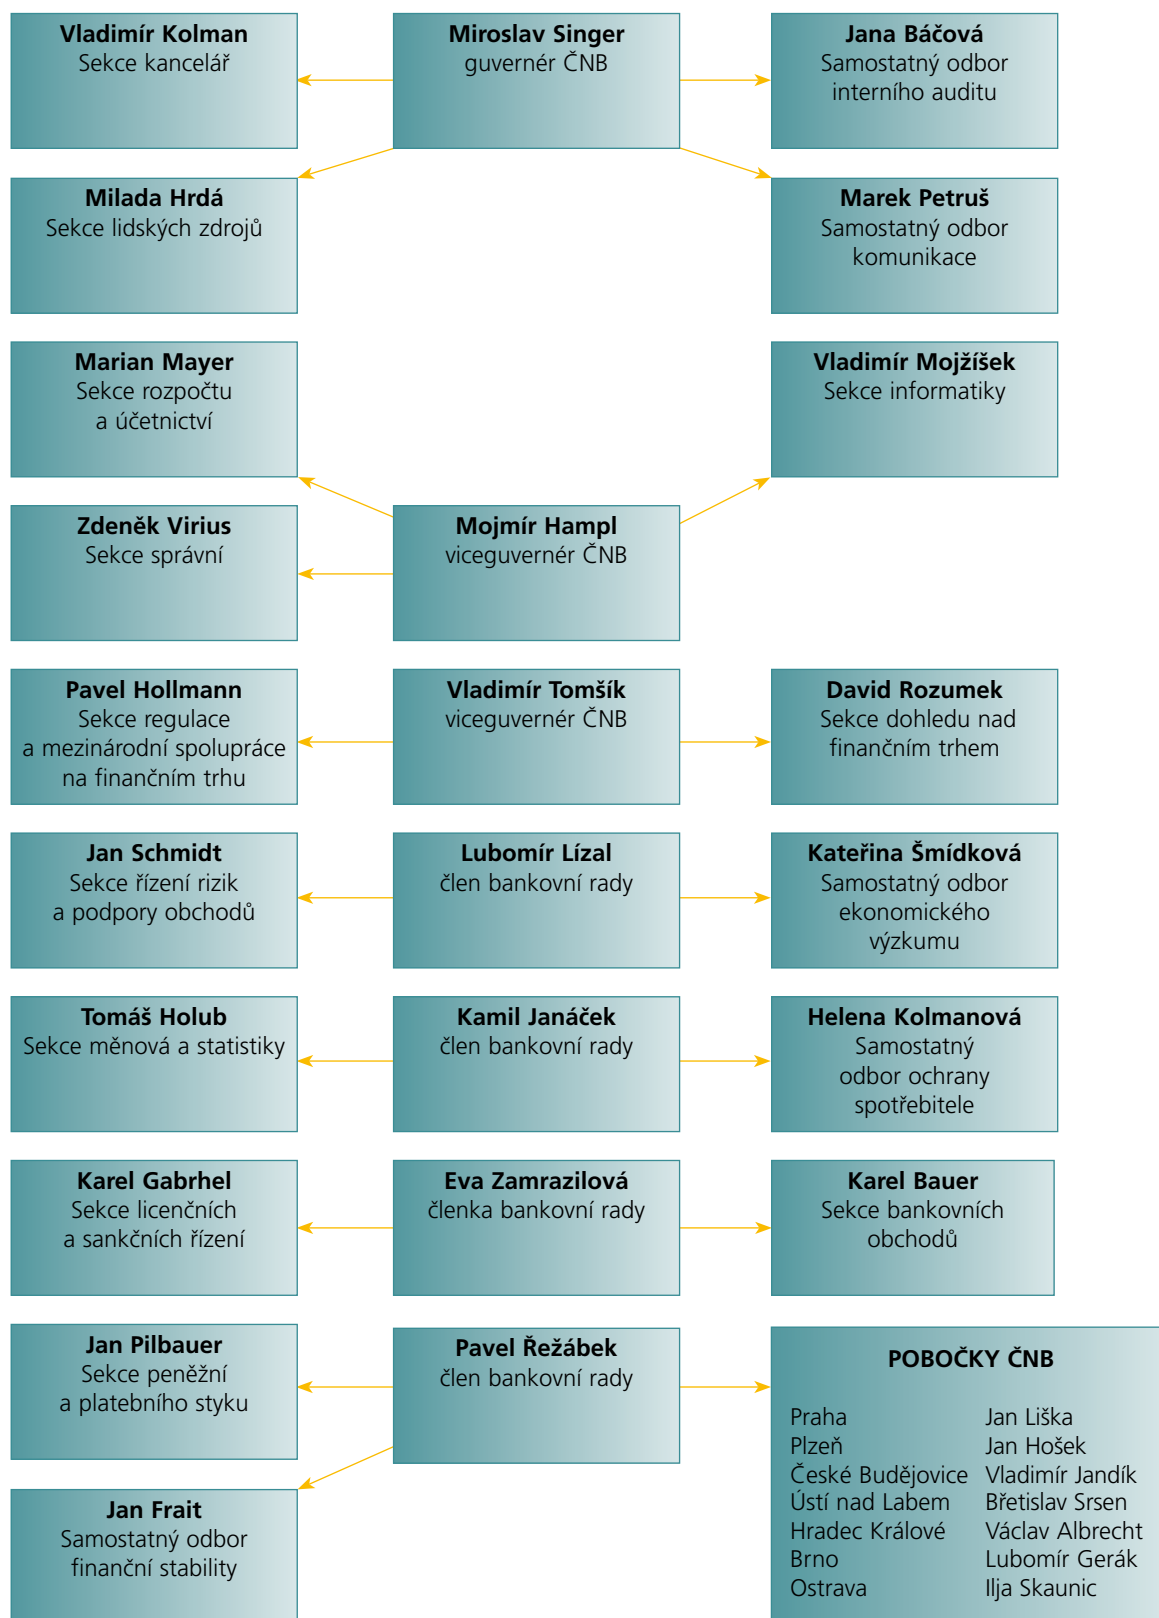 Vladimír Kolman
Sekce kancelář
Miroslav Singer
guvernér ČNB
Jana Báčová
Samostatný odbor
interního auditu
Milada Hrdá
Sekce lidských zdrojů
Marek Petruš
Samostatný odbor
komunikace
Marian Mayer
Sekce rozpočtu
a účetnictví
Vladimír Mojžíšek
Sekce informatiky
Zdeněk Virius
Sekce správní
Mojmír Hampl
viceguvernér ČNB
Pavel Hollmann
Sekce regulace
a mezinárodní spolupráce
na finančním trhu
Vladimír Tomšík
viceguvernér ČNB
David Rozumek
Sekce dohledu nad
finančním trhem
Jan Schmidt
Sekce řízení rizik
a podpory obchodů
Lubomír Lízal
člen bankovní rady
Kateřina Šmídková
Samostatný odbor
ekonomického
výzkumu
Tomáš Holub
Sekce měnová a statistiky
Kamil Janáček
člen bankovní rady
Helena Kolmanová
Samostatný
odbor ochrany
spotřebitele
Karel Gabrhel
Sekce licenčních
a sankčních řízení
Eva Zamrazilová
členka bankovní rady
Karel Bauer
Sekce bankovních
obchodů
Jan Pilbauer
Sekce peněžní
a platebního styku
Pavel Řežábek
člen bankovní rady
Jan Frait
Samostatný odbor
finanční stability
POBOČKY ČNB
Praha Jan Liška
Plzeň Jan Hošek
České Budějovice Vladimír Jandík
Ústí nad Labem Břetislav Srsen
Hradec Králové Václav Albrecht
Brno Lubomír Gerák
Ostrava Ilja Skaunic